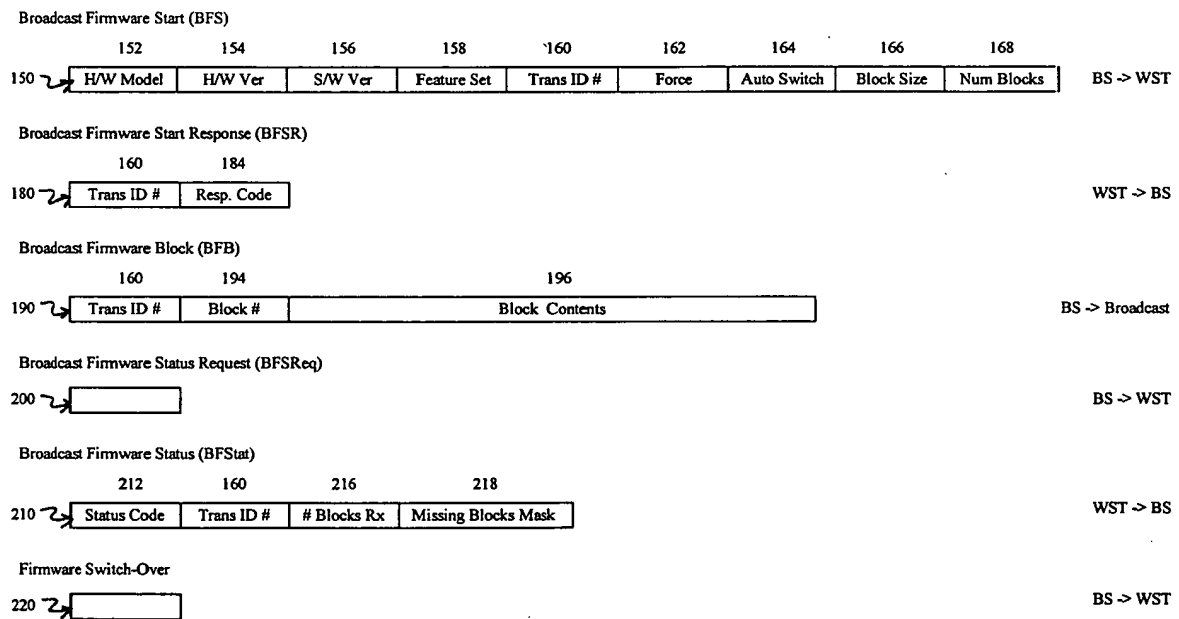 Broadcast Firmware Start (BFS)
152 154 156 158 160 162 164 166 168
150 H/W Model H/W Ver S/W Ver Feature Set Trans ID # Force Auto Switch Block Size Num Blocks BS -> WST
Broadcast Firmware Start Response (BFSR)
160 184
180 Trans ID # Resp. Code WST -> BS
Broadcast Firmware Block (BFB)
160 194 196
190 Trans ID # Block # Block Contents BS -> Broadcast
Broadcast Firmware Status Request (BFSReq)
200 BS -> WST
Broadcast Firmware Status (BFStat)
212 160 216 218
210 Status Code Trans ID # # Blocks Rx Missing Blocks Mask WST -> BS
Firmware Switch-Over
220 BS -> WST